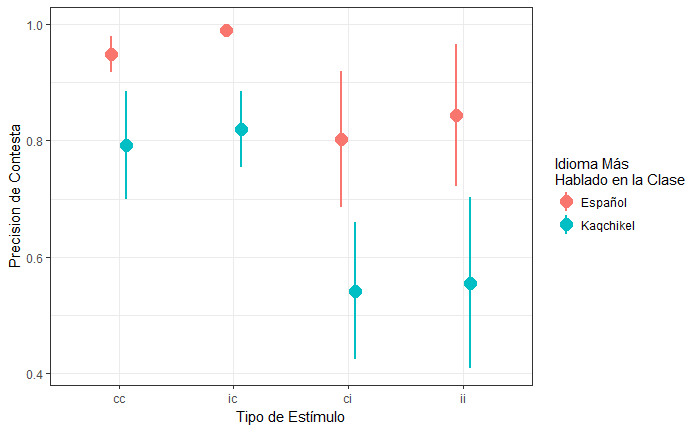 1.0
0.8
0.6
0.4
Precision de Contesta
cc
ic
ci
ii
Tipo de Estímulo
Idioma Más
Hablado en la Clase
Español
Kaqchikel